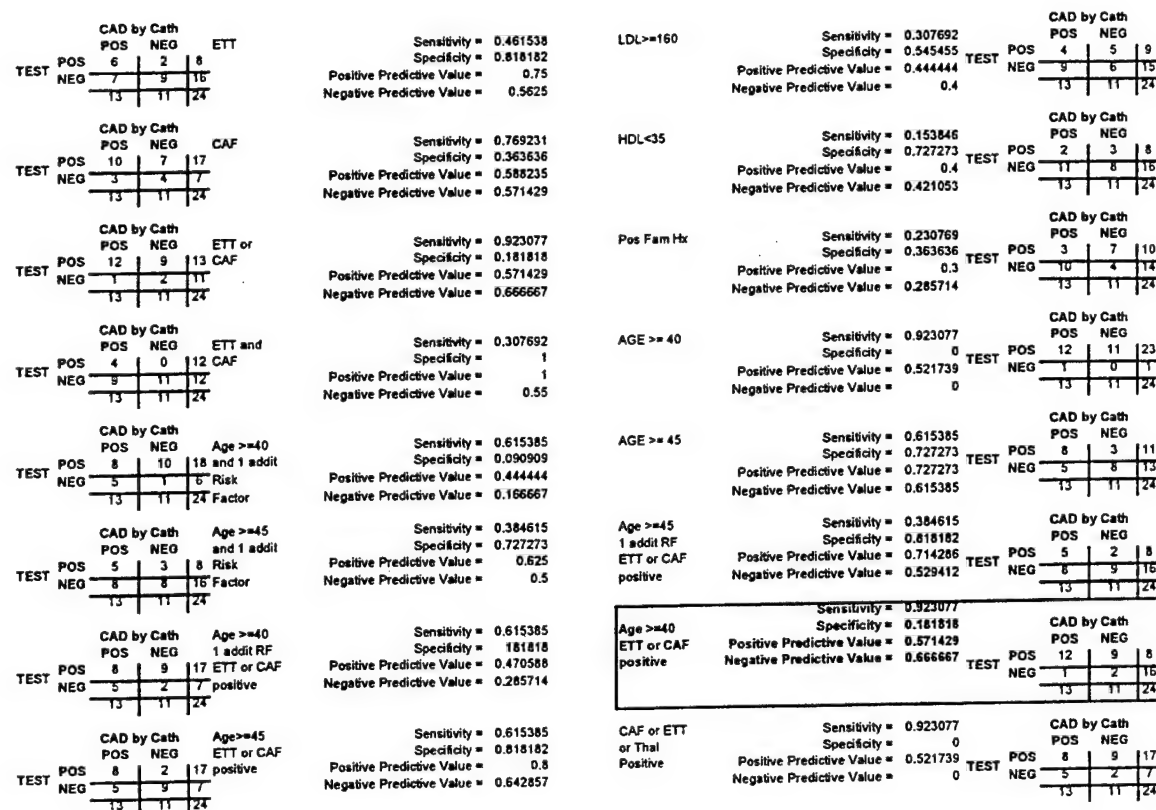 CAD by Cath
POS NEG ETT
TEST POS 6 2 8
NEG 7 9 16
13 11 24
Sensitivity = 0.461538
Specificity = 0.818182
Positive Predictive Value = 0.75
Negative Predictive Value = 0.5625
CAD by Cath
POS NEG CAF
TEST POS 10 7 17
NEG 3 4 7
13 11 24
Sensitivity = 0.769231
Specificity = 0.363636
Positive Predictive Value = 0.588235
Negative Predictive Value = 0.571429
CAD by Cath
POS NEG ETT or
TEST POS 12 9 13 CAF
NEG 1 2 11
13 11 24
Sensitivity = 0.923077
Specificity = 0.181818
Positive Predictive Value = 0.571429
Negative Predictive Value = 0.666667
CAD by Cath
POS NEG ETT and
TEST POS 4 0 12 CAF
NEG 9 11 12
13 11 24
Sensitivity = 0.307692
Specificity = 1
Positive Predictive Value = 1
Negative Predictive Value = 0.55
CAD by Cath
POS NEG Age >=40
TEST POS 8 10 18 and 1 addit
NEG 5 1 6 Risk
13 11 24 Factor
Sensitivity = 0.615385
Specificity = 0.090909
Positive Predictive Value = 0.444444
Negative Predictive Value = 0.166667
CAD by Cath Age >=45
POS NEG and 1 addit
TEST POS 5 3 8 Risk
NEG 8 8 16 Factor
13 11 24
Sensitivity = 0.384615
Specificity = 0.727273
Positive Predictive Value = 0.625
Negative Predictive Value = 0.5
CAD by Cath Age >=40
POS NEG 1 addit RF
TEST POS 8 9 17 ETT or CAF
NEG 5 2 7 positive
13 11 24
Sensitivity = 0.615385
Specificity = 181818
Positive Predictive Value = 0.470588
Negative Predictive Value = 0.285714
CAD by Cath Age>=45
POS NEG ETT or CAF
TEST POS 8 2 17 positive
NEG 5 9 7
13 11 24
Sensitivity = 0.615385
Specificity = 0.818182
Positive Predictive Value = 0.8
Negative Predictive Value = 0.642857
LDL>=160
Sensitivity = 0.307692
Specificity = 0.545455
Positive Predictive Value = 0.444444
Negative Predictive Value = 0.4
CAD by Cath
POS NEG
TEST POS 4 5 9
NEG 9 6 15
13 11 24
HDL<35
Sensitivity = 0.153846
Specificity = 0.727273
Positive Predictive Value = 0.4
Negative Predictive Value = 0.421053
CAD by Cath
POS NEG
TEST POS 2 3 8
NEG 11 8 16
13 11 24
Pos Fam Hx
Sensitivity = 0.230769
Specificity = 0.363636
Positive Predictive Value = 0.3
Negative Predictive Value = 0.285714
CAD by Cath
POS NEG
TEST POS 3 7 10
NEG 10 4 14
13 11 24
AGE >= 40
Sensitivity = 0.923077
Specificity = 0
Positive Predictive Value = 0.521739
Negative Predictive Value = 0
CAD by Cath
POS NEG
TEST POS 12 11 23
NEG 1 0 1
13 11 24
AGE >= 45
Sensitivity = 0.615385
Specificity = 0.727273
Positive Predictive Value = 0.727273
Negative Predictive Value = 0.615385
CAD by Cath
POS NEG
TEST POS 8 3 11
NEG 5 8 13
13 11 24
Age >=45
1 addit RF
ETT or CAF
positive
Sensitivity = 0.384615
Specificity = 0.818182
Positive Predictive Value = 0.714286
Negative Predictive Value = 0.529412
CAD by Cath
POS NEG
TEST POS 5 2 8
NEG 8 9 16
13 11 24
Age >=40
ETT or CAF
positive
Sensitivity = 0.923077
Specificity = 0.181818
Positive Predictive Value = 0.571429
Negative Predictive Value = 0.666667
CAD by Cath
POS NEG
TEST POS 12 9 8
NEG 1 2 16
13 11 24
CAF or ETT
or Thal
Positive
Sensitivity = 0.923077
Specificity = 0
Positive Predictive Value = 0.521739
Negative Predictive Value = 0
CAD by Cath
POS NEG
TEST POS 8 9 17
NEG 5 2 7
13 11 24